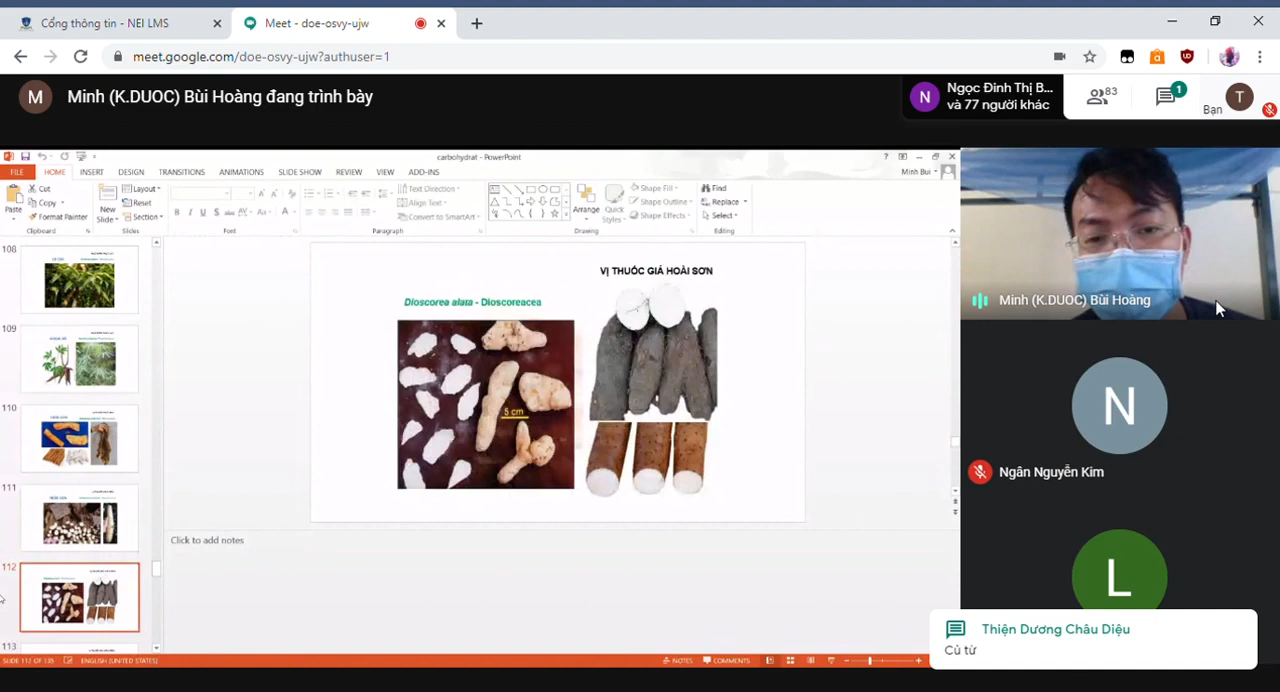 Cổng thông tin - NEI LMS
Meet - doe-osvy-ujw
meet.google.com/doe-osvy-ujw?authuser=1
M
Minh (K.DUOC) Bùi Hoàng đang trình bày
N
Ngọc Đinh Thị B...
và 77 người khác
83
1
Bạn
T
carbohydrat - PowerPoint
FILE
HOME
INSERT
DESIGN
TRANSITIONS
ANIMATIONS
SLIDE SHOW
REVIEW
VIEW
ADD-INS
Minh Bui
Paste
Cut
Copy
Format Painter
Clipboard
New
Slide
Layout
Reset
Section
Slides
Font
Text Direction
Align Text
Convert to SmartArt
Paragraph
Arrange
Quick
Styles
Shape Fill
Shape Outline
Shape Effects
Drawing
Find
Replace
Select
Editing
108
109
110
111
112
113
VỊ THUỐC GIẢ HOÀI SƠN
Dioscorea alata - Dioscoreacea
5 cm
Click to add notes
Minh (K.DUOC) Bùi Hoàng
N
Ngân Nguyễn Kim
L
Thiện Dương Châu Diệu
Củ từ
SLIDE 112 OF 135
ENGLISH (UNITED STATES)
NOTES
COMMENTS